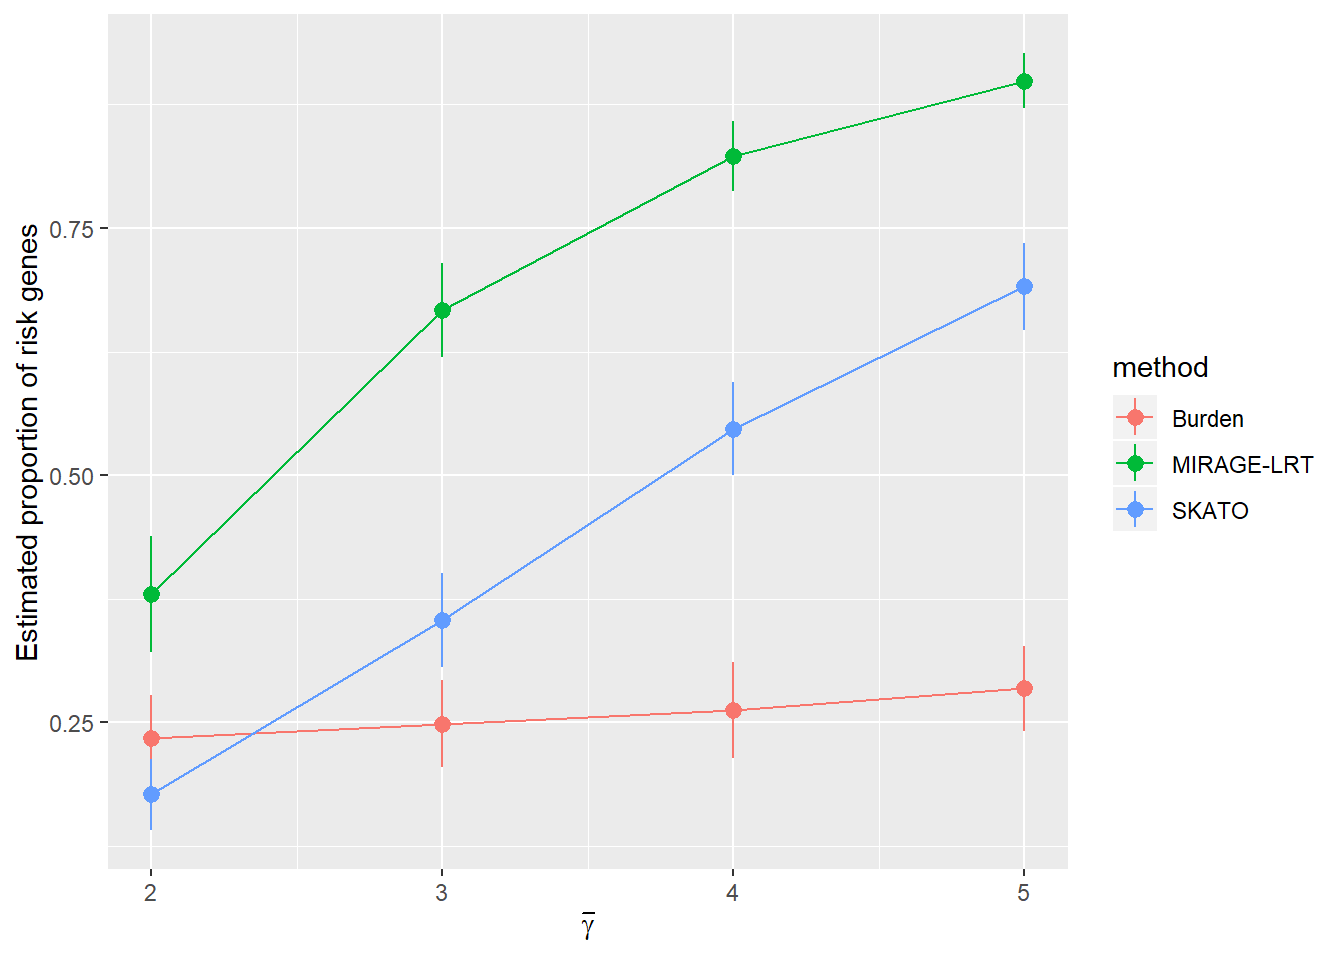 Estimated proportion of risk genes
0.75
0.50
0.25
2 3 4 5
γ̅
method
Burden
MIRAGE-LRT
SKATO